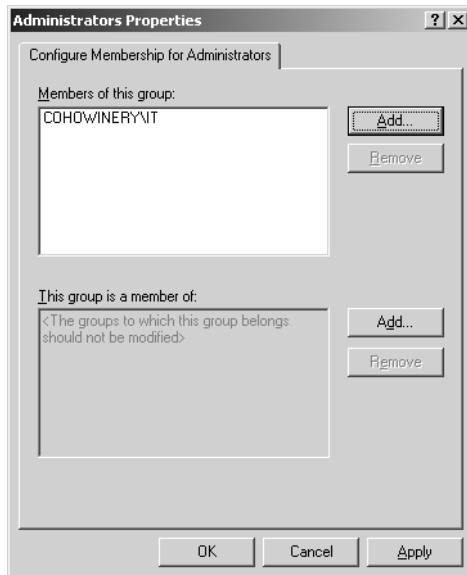 Administrators Properties
? ×
Configure Membership for Administrators
Members of this group:
COHOWINERY\IT
Add...
Remove
This group is a member of:
<The groups to which this group belongs
should not be modified>
Add...
Remove
OK
Cancel
Apply